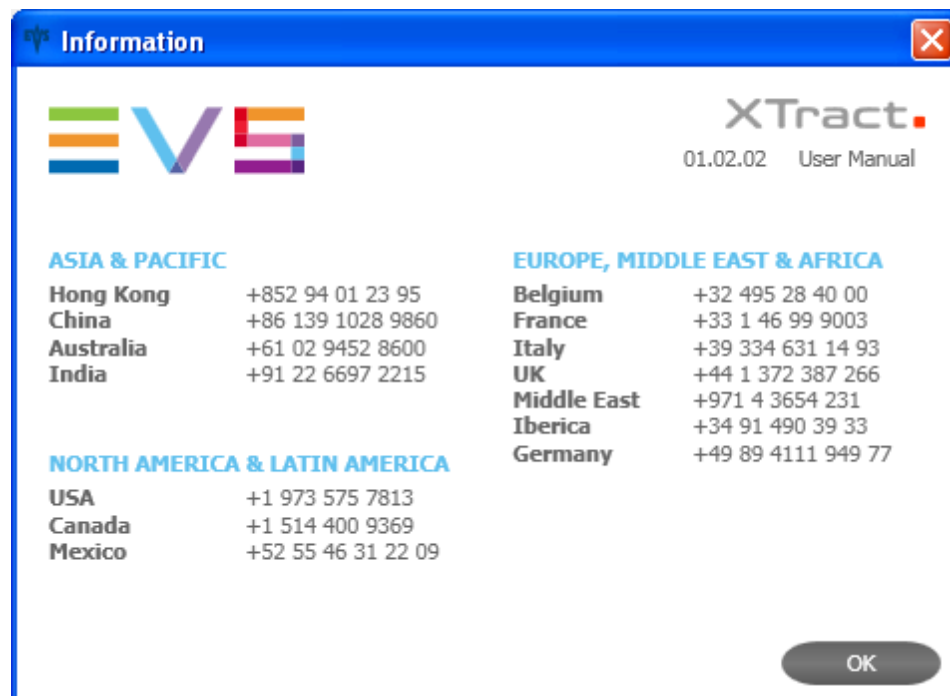 Information
EVS
XTract.
01.02.02 User Manual
ASIA & PACIFIC
Hong Kong +852 94 01 23 95
China +86 139 1028 9860
Australia +61 02 9452 8600
India +91 22 6697 2215
NORTH AMERICA & LATIN AMERICA
USA +1 973 575 7813
Canada +1 514 400 9369
Mexico +52 55 46 31 22 09
EUROPE, MIDDLE EAST & AFRICA
Belgium +32 495 28 40 00
France +33 1 46 99 9003
Italy +39 334 631 14 93
UK +44 1 372 387 266
Middle East +971 4 3654 231
Iberica +34 91 490 39 33
Germany +49 89 4111 949 77
OK